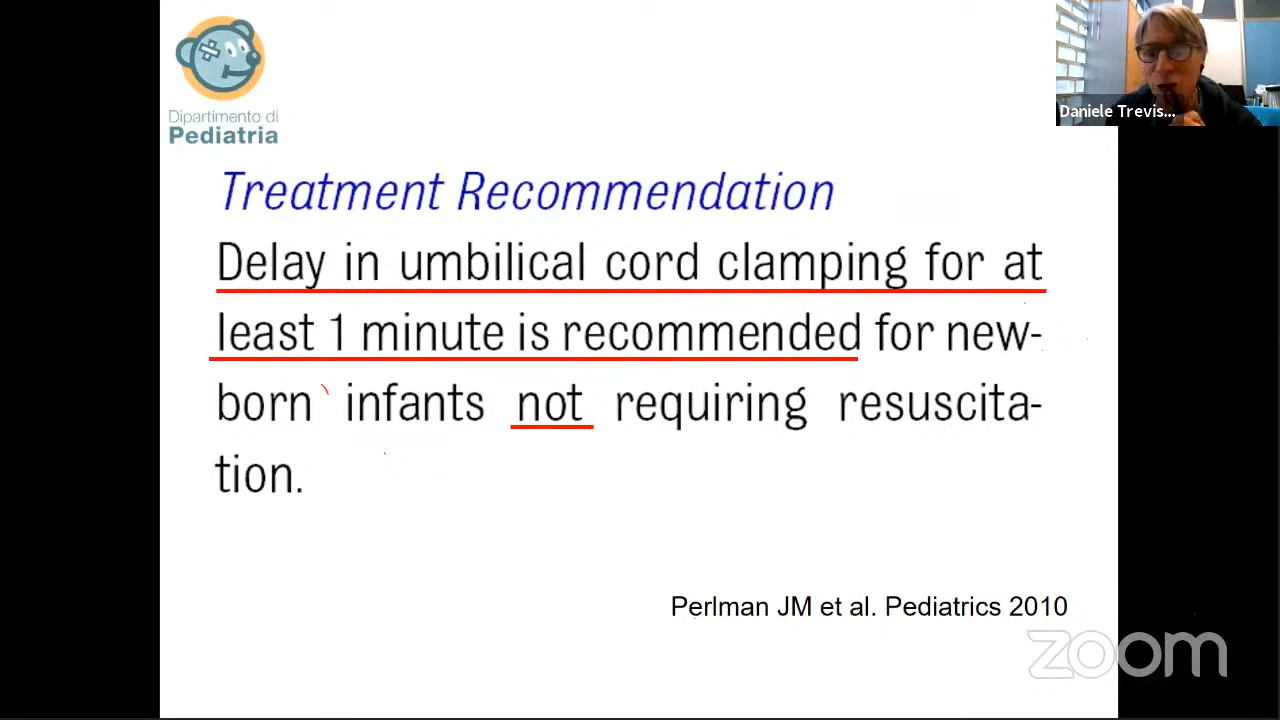 Dipartimento di
Pediatria
Daniele Trevis...
Treatment Recommendation
Delay in umbilical cord clamping for at
least 1 minute is recommended for new-
born infants not requiring resuscita-
tion.
Perlman JM et al. Pediatrics 2010
zoom